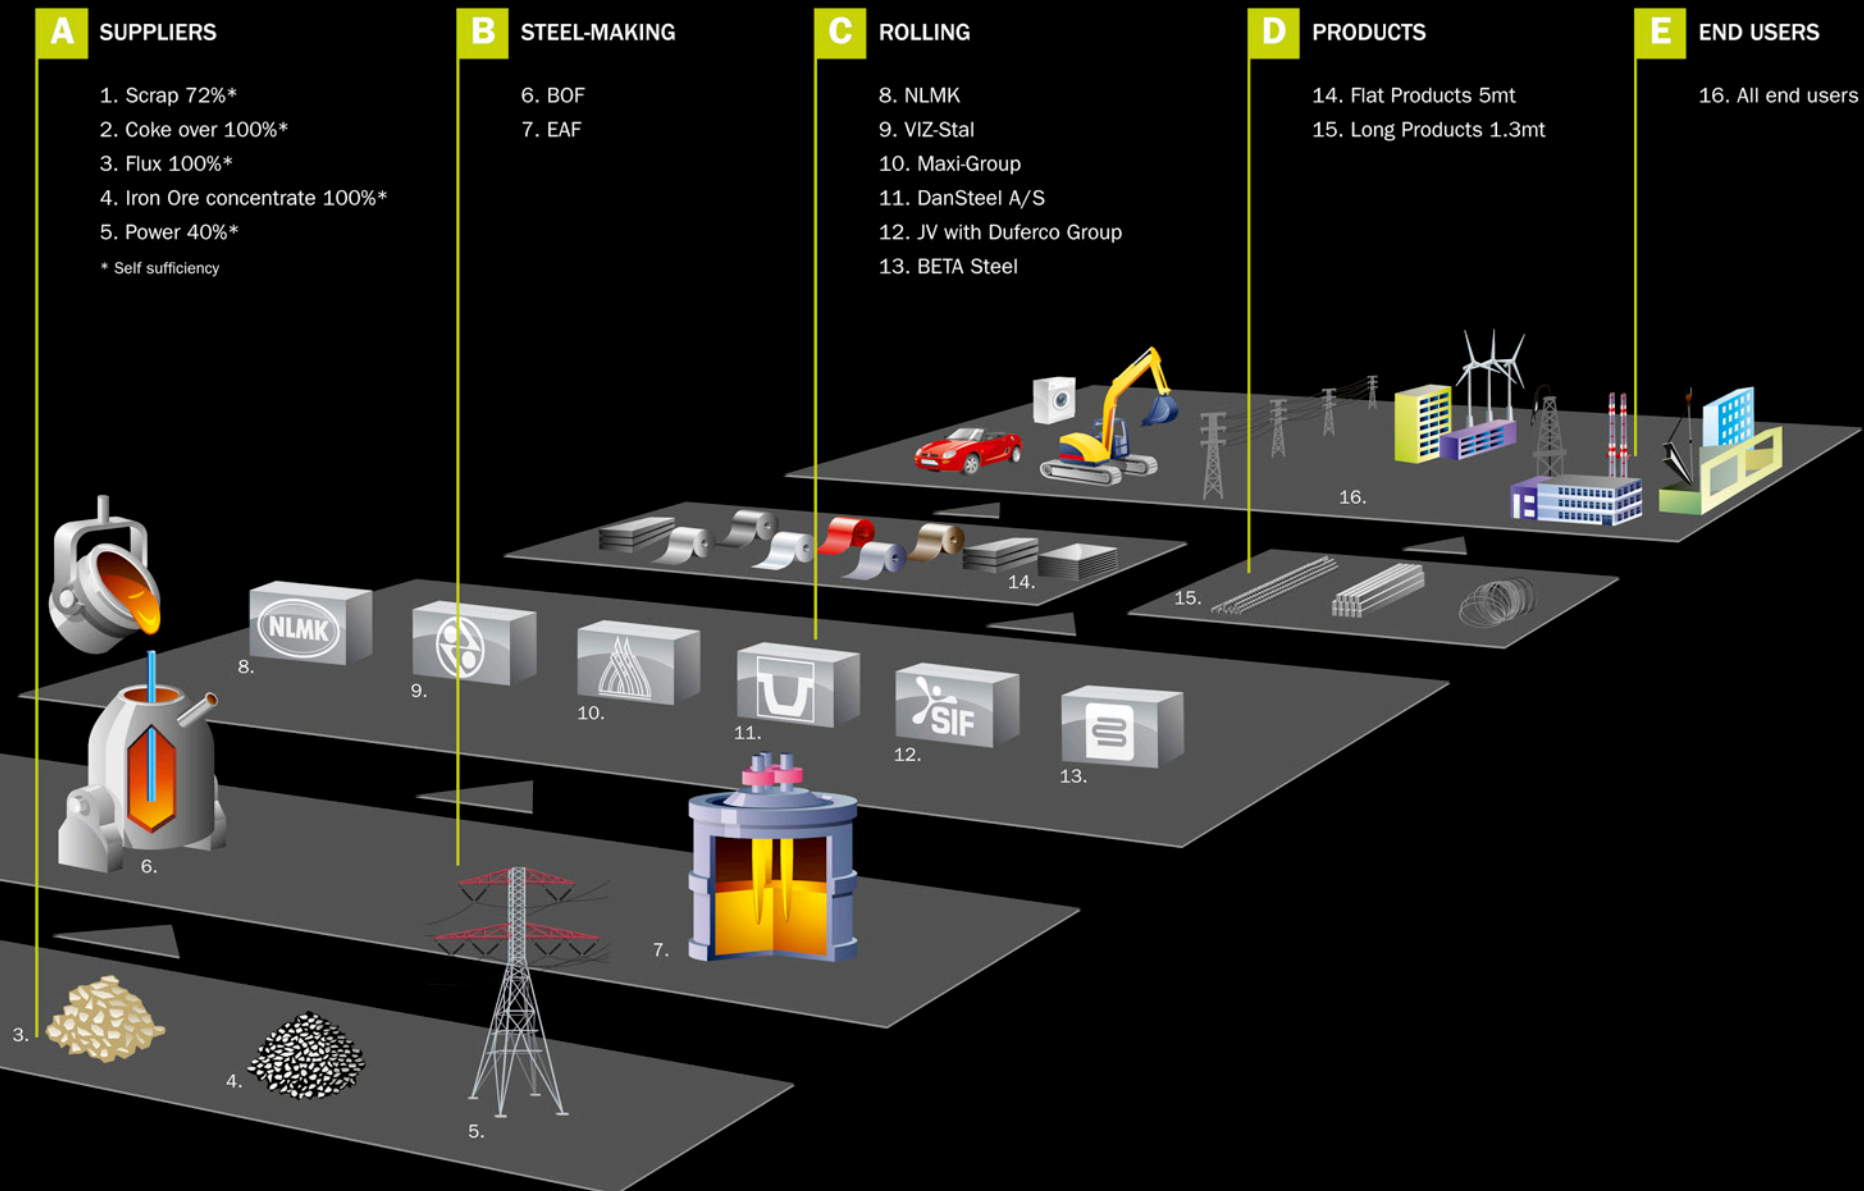 A SUPPLIERS
1. Scrap 72%*
2. Coke over 100%*
3. Flux 100%*
4. Iron Ore concentrate 100%*
5. Power 40%*
* Self sufficiency
B STEEL-MAKING
6. BOF
7. EAF
C ROLLING
8. NLMK
9. VIZ-Stal
10. Maxi-Group
11. DanSteel A/S
12. JV with Duferco Group
13. BETA Steel
D PRODUCTS
14. Flat Products 5mt
15. Long Products 1.3mt
E END USERS
16. All end users
16.
14.
15.
NLMK
8.
9.
10.
11.
SIF
12.
13.
6.
7.
3.
4.
5.